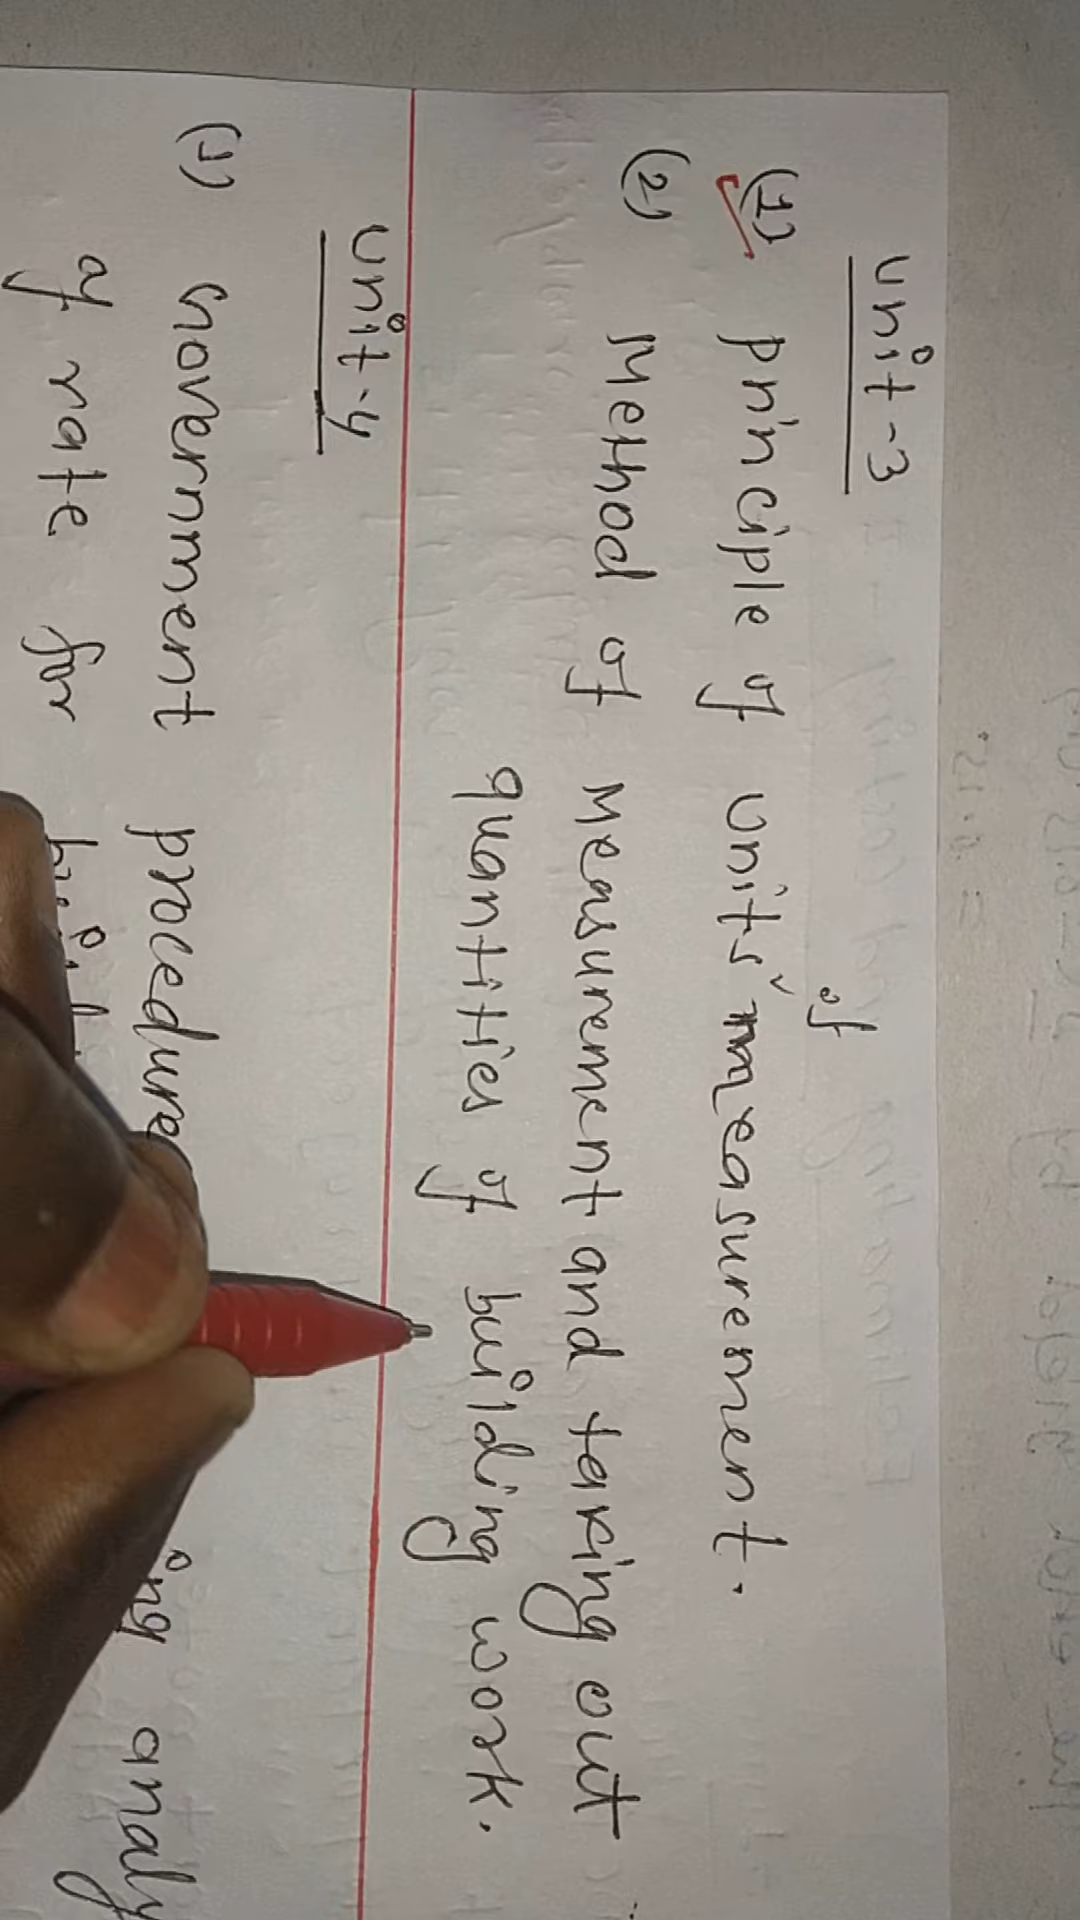 Unit-3
(1) principle of units of measurement.
(2) Method of measurement and taking out
quantities of building work.
Unit-4
(1) Government procedure ing analy
of rate for